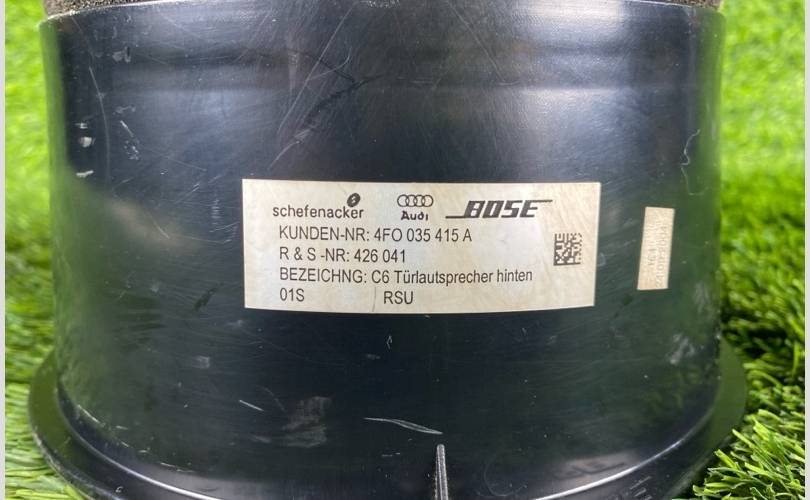 schefenacker Audi BOSE
KUNDEN-NR: 4FO 035 415 A
R & S -NR: 426 041
BEZEICHNG: C6 Türlautsprecher hinten
01S RSU